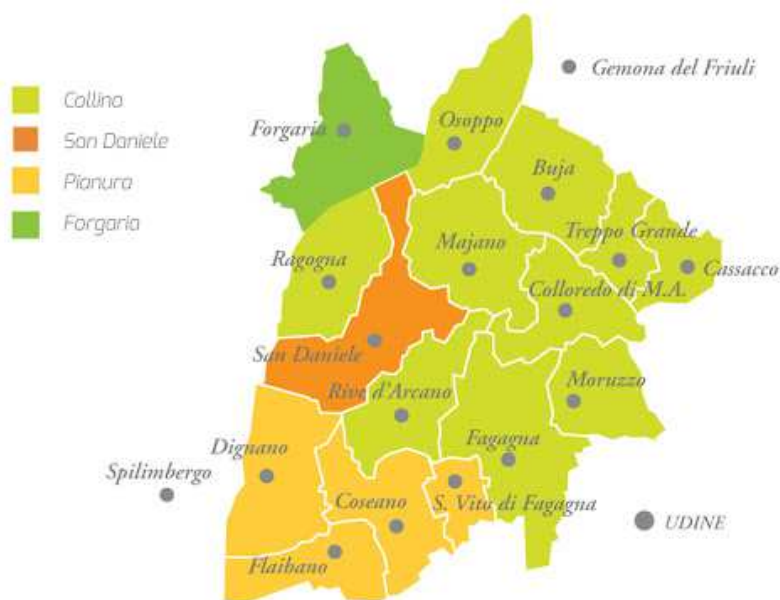 Collina
San Daniele
Pianura
Forgaria
Gemona del Friuli
Forgaria
Osoppo
Buja
Treppo Grande
Ragogna
Majano
Cassacco
Colloredo di M.A.
San Daniele
Rive d'Arcano
Moruzzo
Dignano
Fagagna
Spilimbergo
Coseano
S. Vito di Fagagna
UDINE
Flaibano